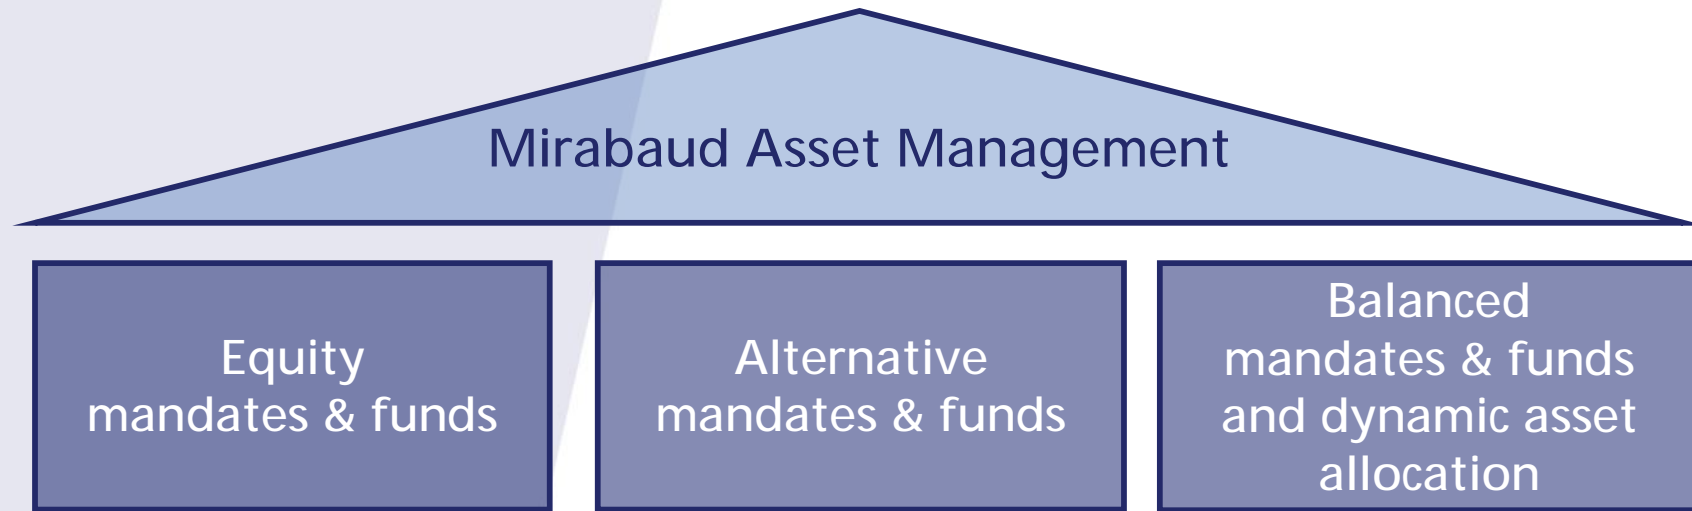 Mirabaud Asset Management
Equity
mandates & funds
Alternative
mandates & funds
Balanced
mandates & funds
and dynamic asset
allocation